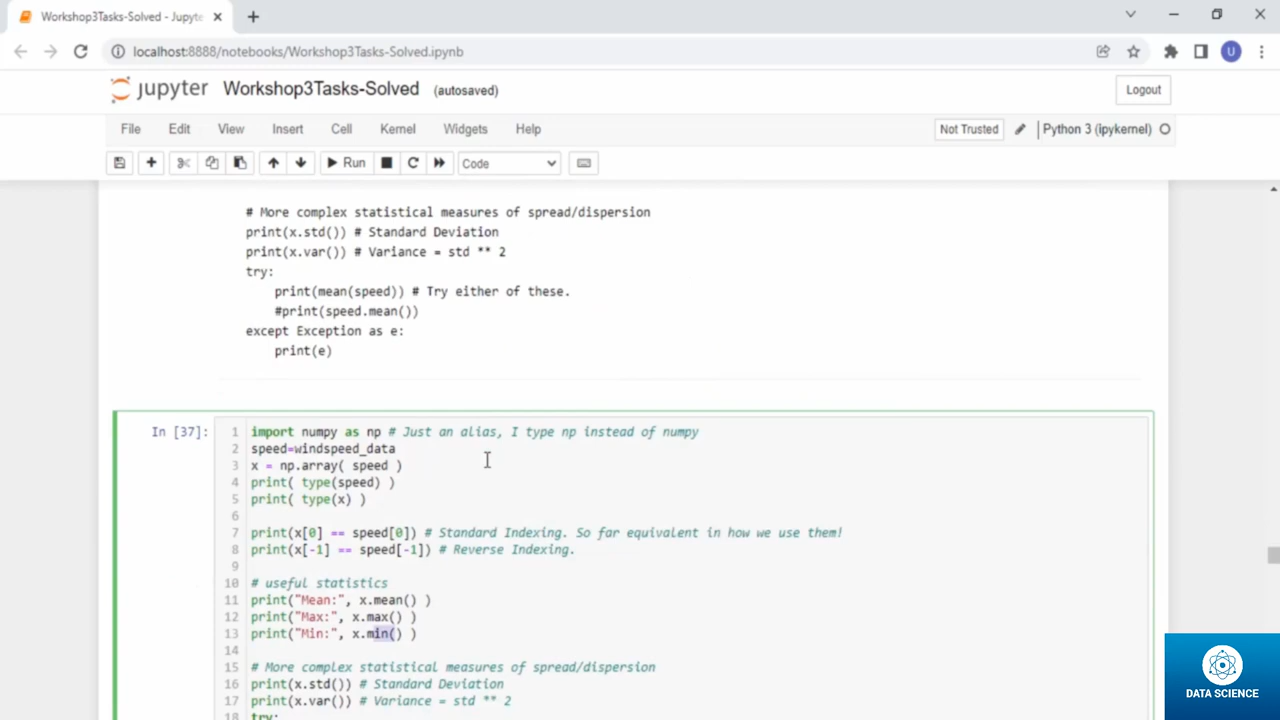 Workshop3Tasks-Solved - Jupyte
localhost:8888/notebooks/Workshop3Tasks-Solved.ipynb
U
jupyter Workshop3Tasks-Solved (autosaved)
Logout
File Edit View Insert Cell Kernel Widgets Help
Not Trusted Python 3 (ipykernel)
Run Code
# More complex statistical measures of spread/dispersion
print(x.std()) # Standard Deviation
print(x.var()) # Variance = std ** 2
try:
    print(mean(speed)) # Try either of these.
    #print(speed.mean())
except Exception as e:
    print(e)
In [37]:
1 import numpy as np # Just an alias, I type np instead of numpy
2 speed=windspeed_data
3 x = np.array( speed )
4 print( type(speed) )
5 print( type(x) )
6
7 print(x[0] == speed[0]) # Standard Indexing. So far equivalent in how we use them!
8 print(x[-1] == speed[-1]) # Reverse Indexing.
9
10 # useful statistics
11 print("Mean:", x.mean() )
12 print("Max:", x.max() )
13 print("Min:", x.min() )
14
15 # More complex statistical measures of spread/dispersion
16 print(x.std()) # Standard Deviation
17 print(x.var()) # Variance = std ** 2
18 try:
DATA SCIENCE